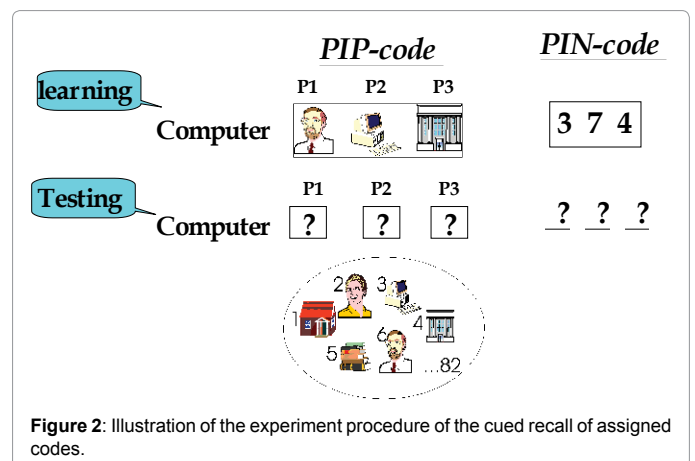 PIP-code PIN-code
learning P1 P2 P3
Computer 3 7 4
Testing P1 P2 P3
Computer ? ? ? ? ? ?
2 3
1 4
5 6 ...82
Figure 2: Illustration of the experiment procedure of the cued recall of assigned
codes.